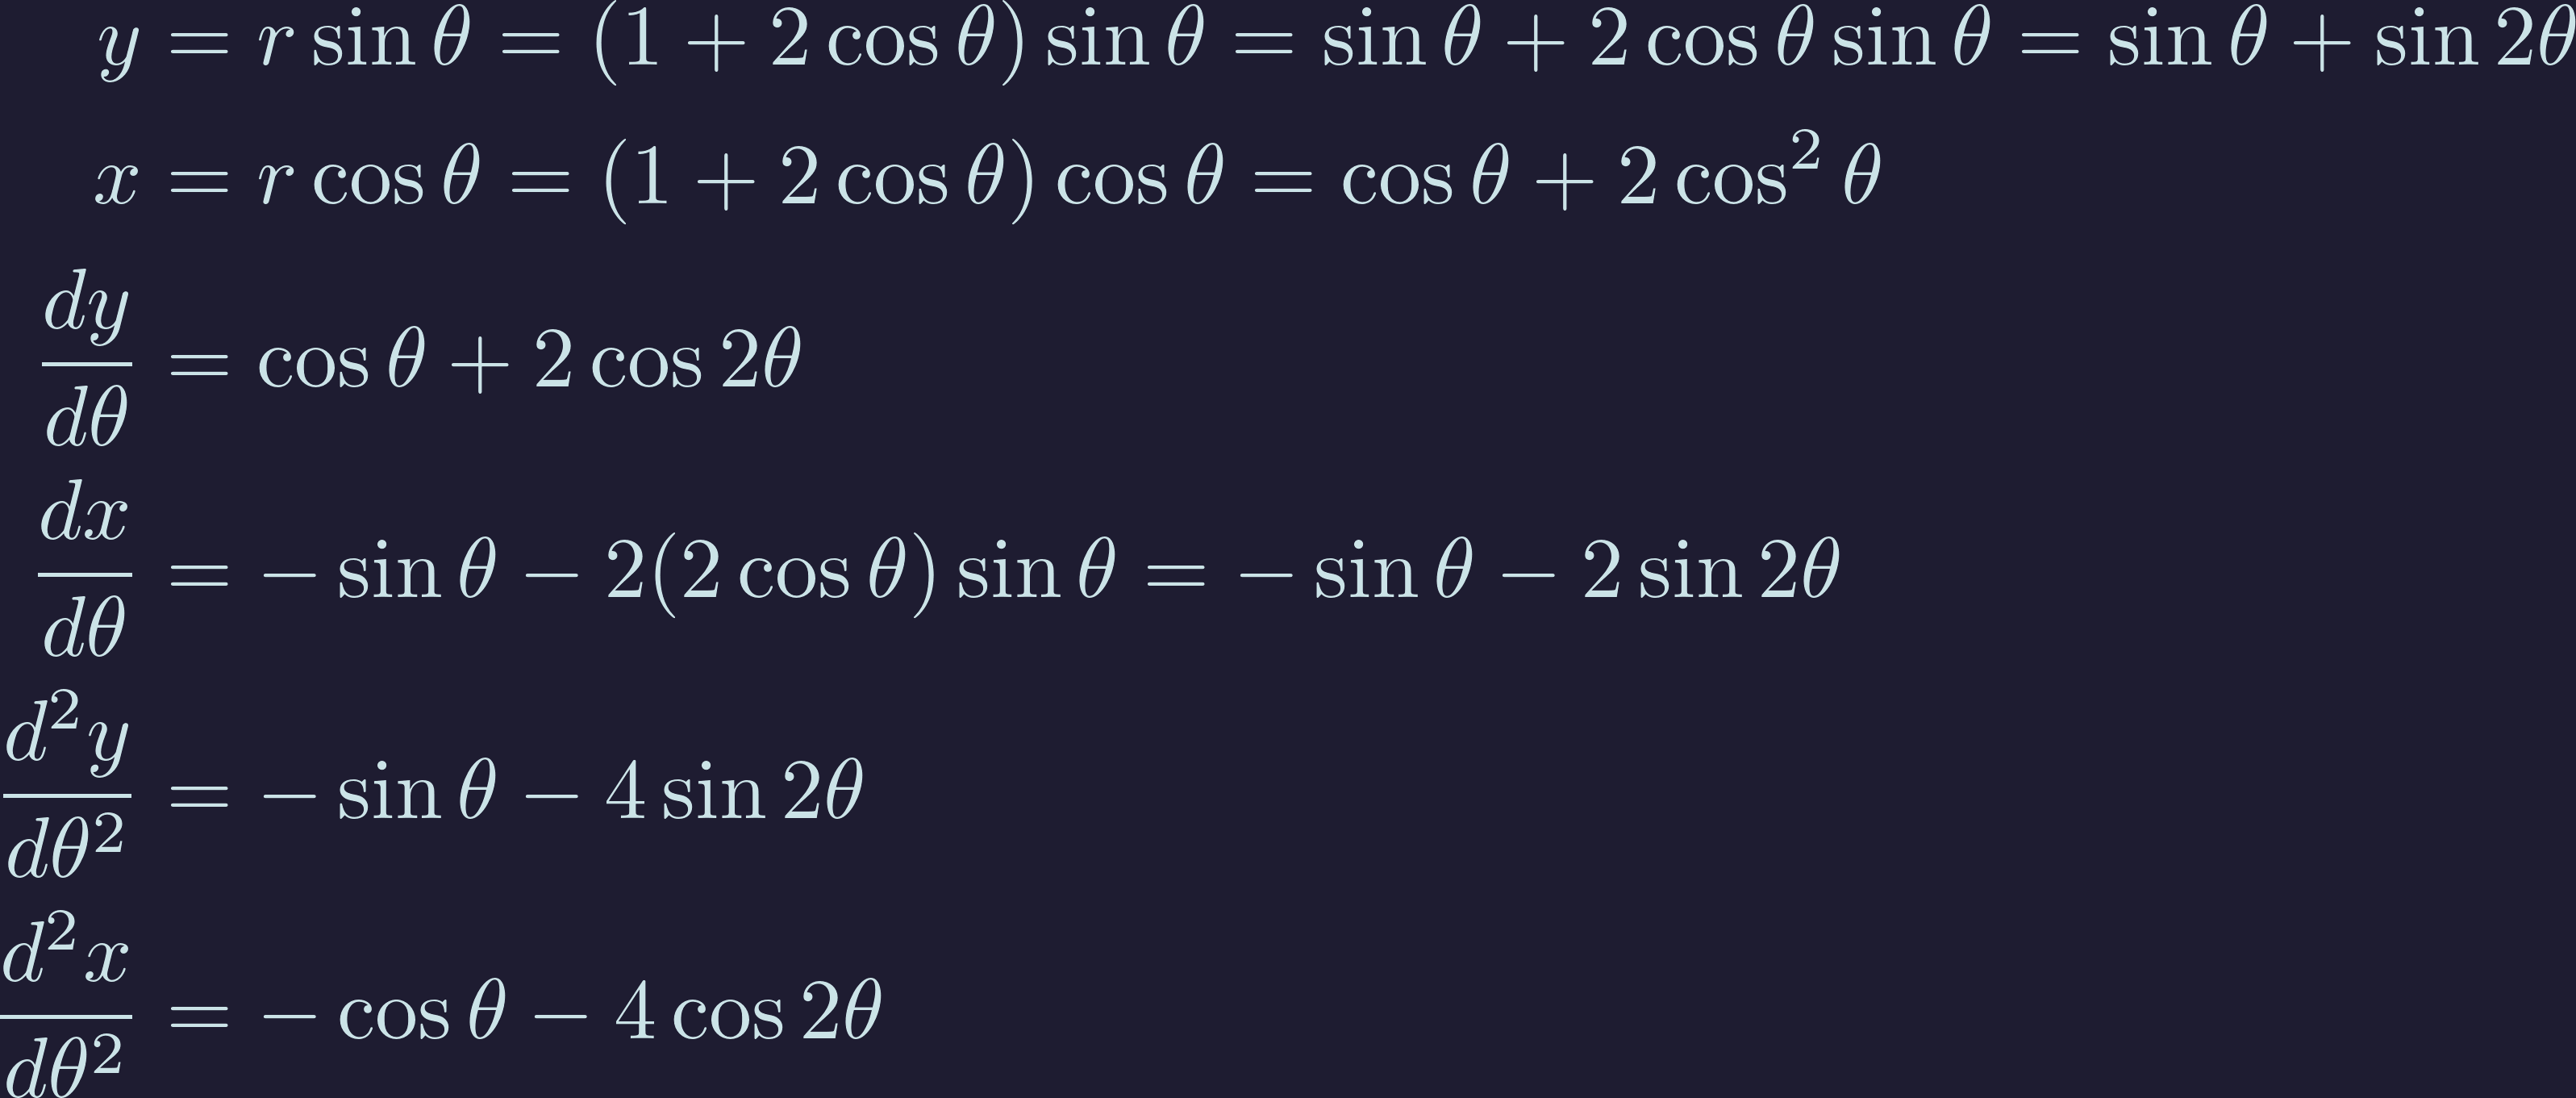 y = r sin θ = (1 + 2 cos θ) sin θ = sin θ + 2 cos θ sin θ = sin θ + sin 2θ
x = r cos θ = (1 + 2 cos θ) cos θ = cos θ + 2 cos² θ
dy/dθ = cos θ + 2 cos 2θ
dx/dθ = − sin θ − 2(2 cos θ) sin θ = − sin θ − 2 sin 2θ
d²y/dθ² = − sin θ − 4 sin 2θ
d²x/dθ² = − cos θ − 4 cos 2θ